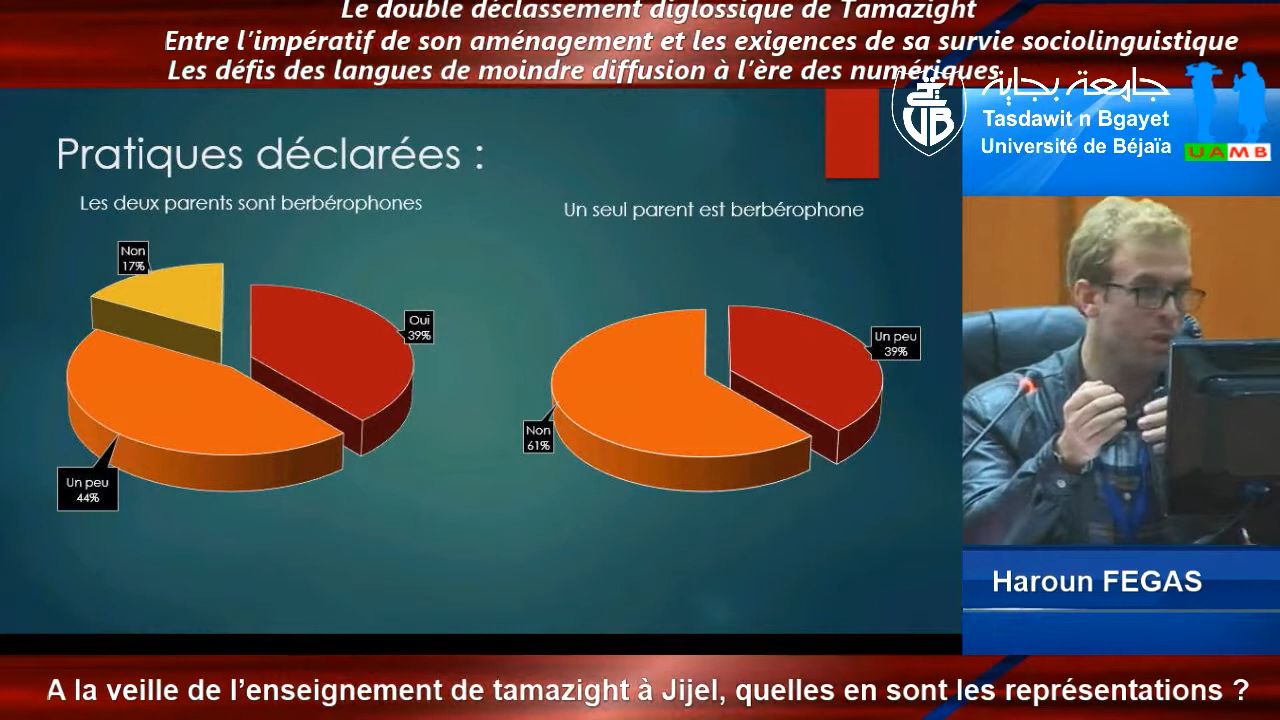 Le double déclassement diglossique de Tamazight
Entre l'impératif de son aménagement et les exigences de sa survie sociolinguistique
Les défis des langues de moindre diffusion à l'ère des numériques
جامعة بجاية
Tasdawit n Bgayet
Université de Béjaïa
UB
UAMB
Pratiques déclarées :
Les deux parents sont berbérophones
Un seul parent est berbérophone
Non
17%
Oui
39%
Un peu
44%
Un peu
39%
Non
61%
Haroun FEGAS
A la veille de l'enseignement de tamazight à Jijel, quelles en sont les représentations ?